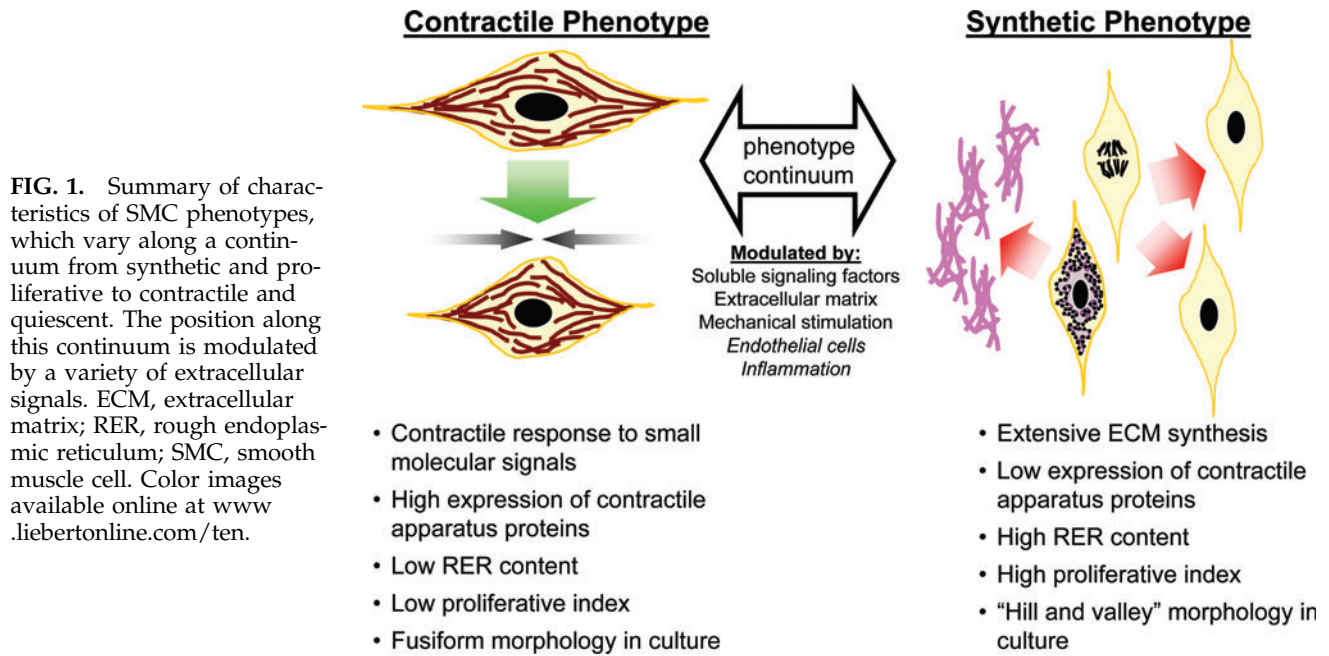 FIG. 1. Summary of charac-
teristics of SMC phenotypes,
which vary along a contin-
uum from synthetic and pro-
liferative to contractile and
quiescent. The position along
this continuum is modulated
by a variety of extracellular
signals. ECM, extracellular
matrix; RER, rough endoplas-
mic reticulum; SMC, smooth
muscle cell. Color images
available online at www
.liebertonline.com/ten.
Contractile Phenotype
phenotype
continuum
Modulated by:
Soluble signaling factors
Extracellular matrix
Mechanical stimulation
Endothelial cells
Inflammation
Synthetic Phenotype
• Contractile response to small
molecular signals
• High expression of contractile
apparatus proteins
• Low RER content
• Low proliferative index
• Fusiform morphology in culture
• Extensive ECM synthesis
• Low expression of contractile
apparatus proteins
• High RER content
• High proliferative index
• “Hill and valley” morphology in
culture